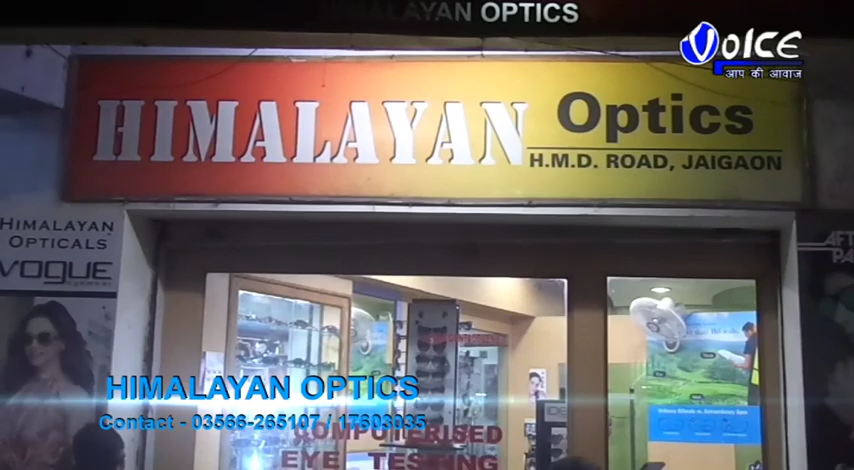 HIMALAYAN OPTICS
VOICE
आप की आवाज
HIMALAYAN Optics
H.M.D. ROAD, JAIGAON
HIMALAYAN
OPTICALS
VOGUE
eyewear
HIMALAYAN OPTICS
Contact - 03566-265107 / 17603035
COMPUTERISED
EYE TESTING